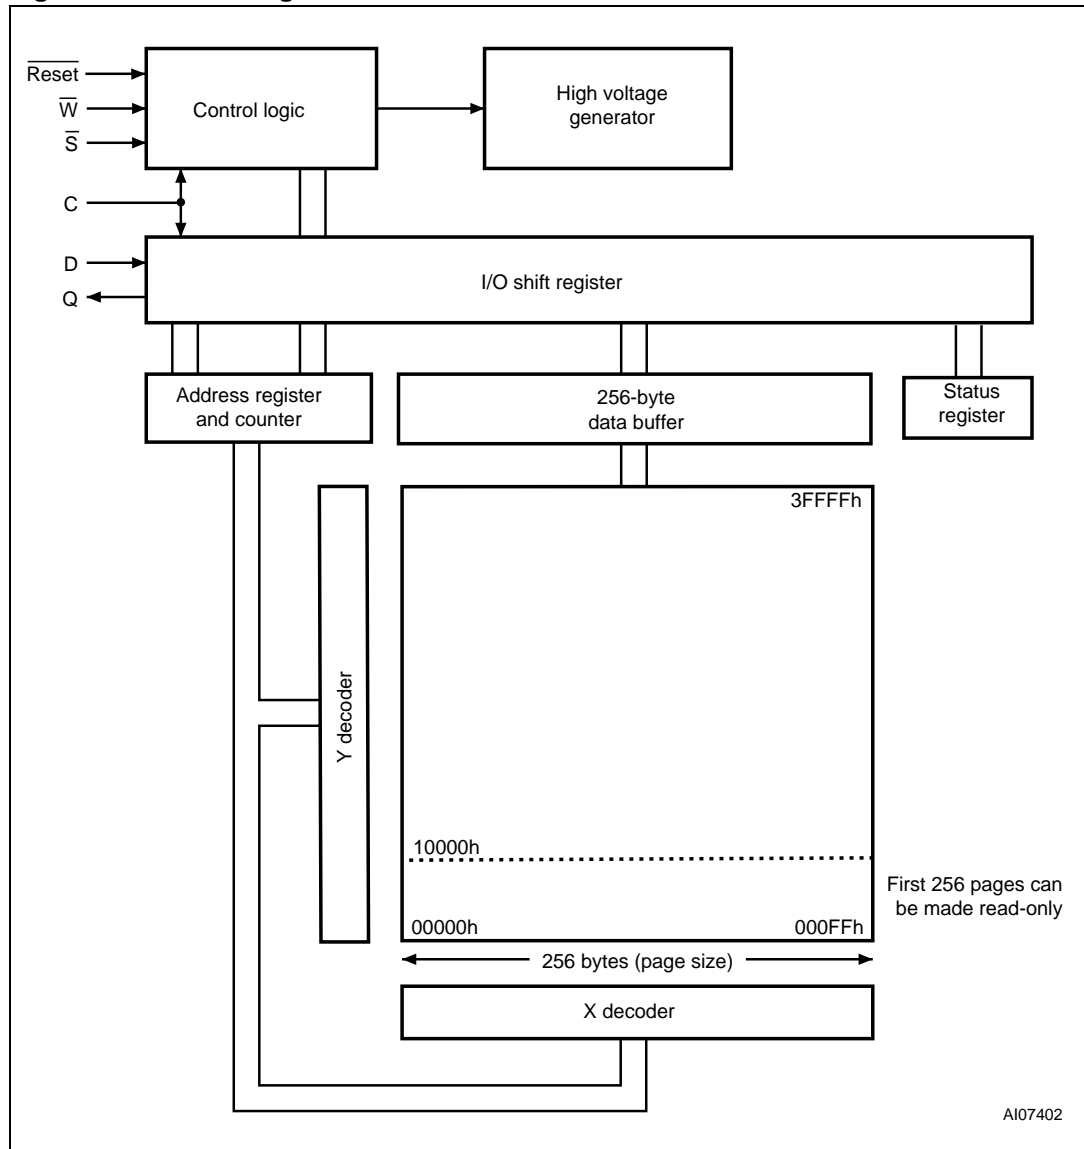 Reset
W
S
C
D
Q
Control logic
High voltage
generator
I/O shift register
Address register
and counter
256-byte
data buffer
Status
register
3FFFFh
Y decoder
10000h
First 256 pages can
be made read-only
00000h
000FFh
256 bytes (page size)
X decoder
AI07402